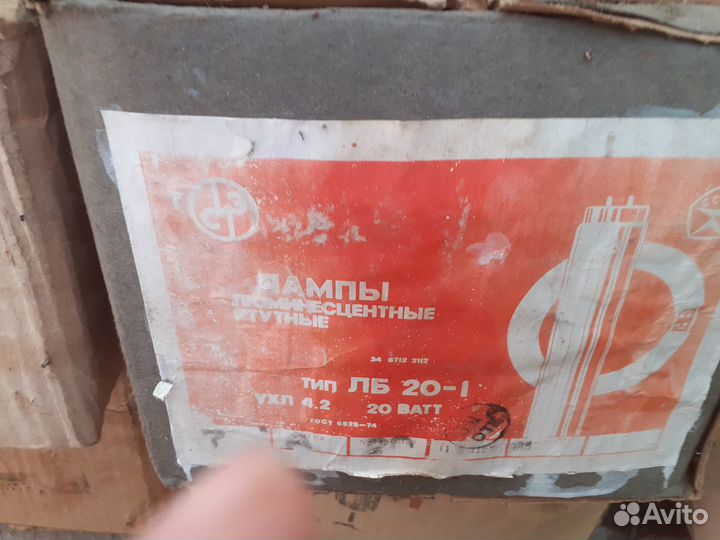 ЛАМПЫ
ЛЮМИНЕСЦЕНТНЫЕ
РТУТНЫЕ
34 6712 2112
ТИП ЛБ 20-1
УХЛ 4.2 20 ВАТТ
ГОСТ 6825-74
Avito